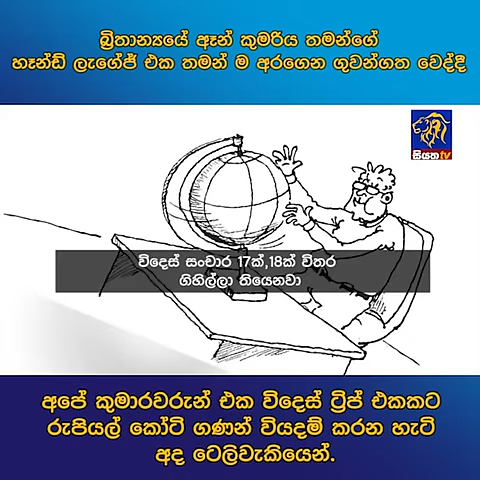 බ්‍රිතාන්‍යයේ ඈන් කුමරිය තමන්ගේ
හෑන්ඩ් ලැගේජ් එක තමන් ම අරගෙන ගුවන්ගත වෙද්දී
සියත tv
විදෙස් සංචාර 17ක්,18ක් විතර
ගිහිල්ලා තියෙනවා
අපේ කුමාරවරුන් එක විදෙස් ට්‍රිප් එකකට
රුපියල් කෝටි ගණන් වියදම් කරන හැටි
අද ටෙලිවැකියෙන්.